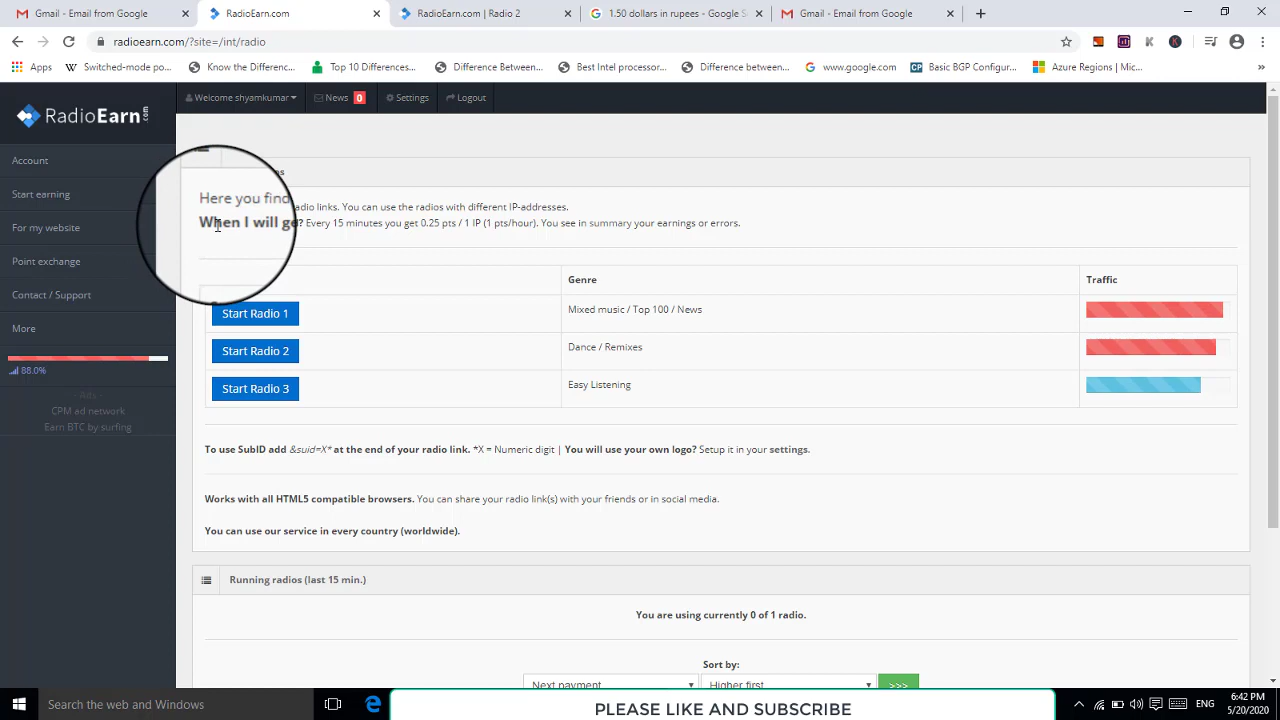 Gmail - Email from Google
RadioEarn.com
RadioEarn.com | Radio 2
1.50 dollars in rupees - Google S
Gmail - Email from Google
radioearn.com/?site=/int/radio
Apps
Switched-mode po...
Know the Differenc...
Top 10 Differences...
Difference Between...
Best Intel processor...
Difference between...
www.google.com
Basic BGP Configur...
Azure Regions | Mic...
RadioEarn.com
Welcome shyamkumar
News 0
Settings
Logout
Account
Start earning
For my website
Point exchange
Contact / Support
More
88.0%
- Ads -
CPM ad network
Earn BTC by surfing
Here you find radio links. You can use the radios with different IP-addresses.
When I will go? Every 15 minutes you get 0.25 pts / 1 IP (1 pts/hour). You see in summary your earnings or errors.
Genre
Traffic
Start Radio 1
Mixed music / Top 100 / News
Start Radio 2
Dance / Remixes
Start Radio 3
Easy Listening
To use SubID add &suid=X* at the end of your radio link. *X = Numeric digit | You will use your own logo? Setup it in your settings.
Works with all HTML5 compatible browsers. You can share your radio link(s) with your friends or in social media.
You can use our service in every country (worldwide).
Running radios (last 15 min.)
You are using currently 0 of 1 radio.
Sort by:
Next payment
Higher first
>>>
Search the web and Windows
PLEASE LIKE AND SUBSCRIBE
ENG
6:42 PM
5/20/2020